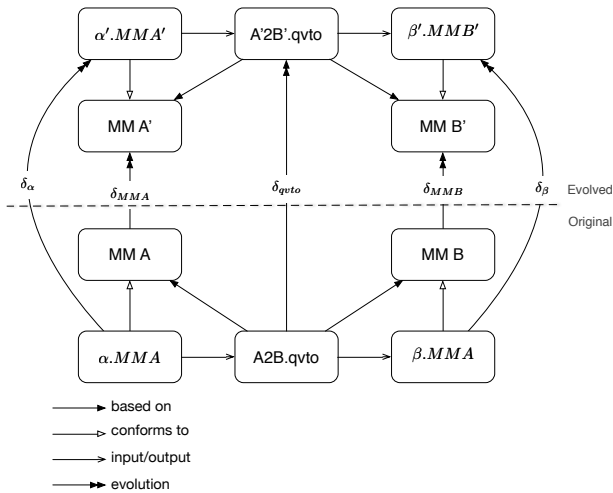 α′.MMA′
A'2B'.qvto
β′.MMB′
MM A'
MM B'
δα
δMMA
δqvto
δMMB
δβ
Evolved
Original
MM A
MM B
α.MMA
A2B.qvto
β.MMA
based on
conforms to
input/output
evolution